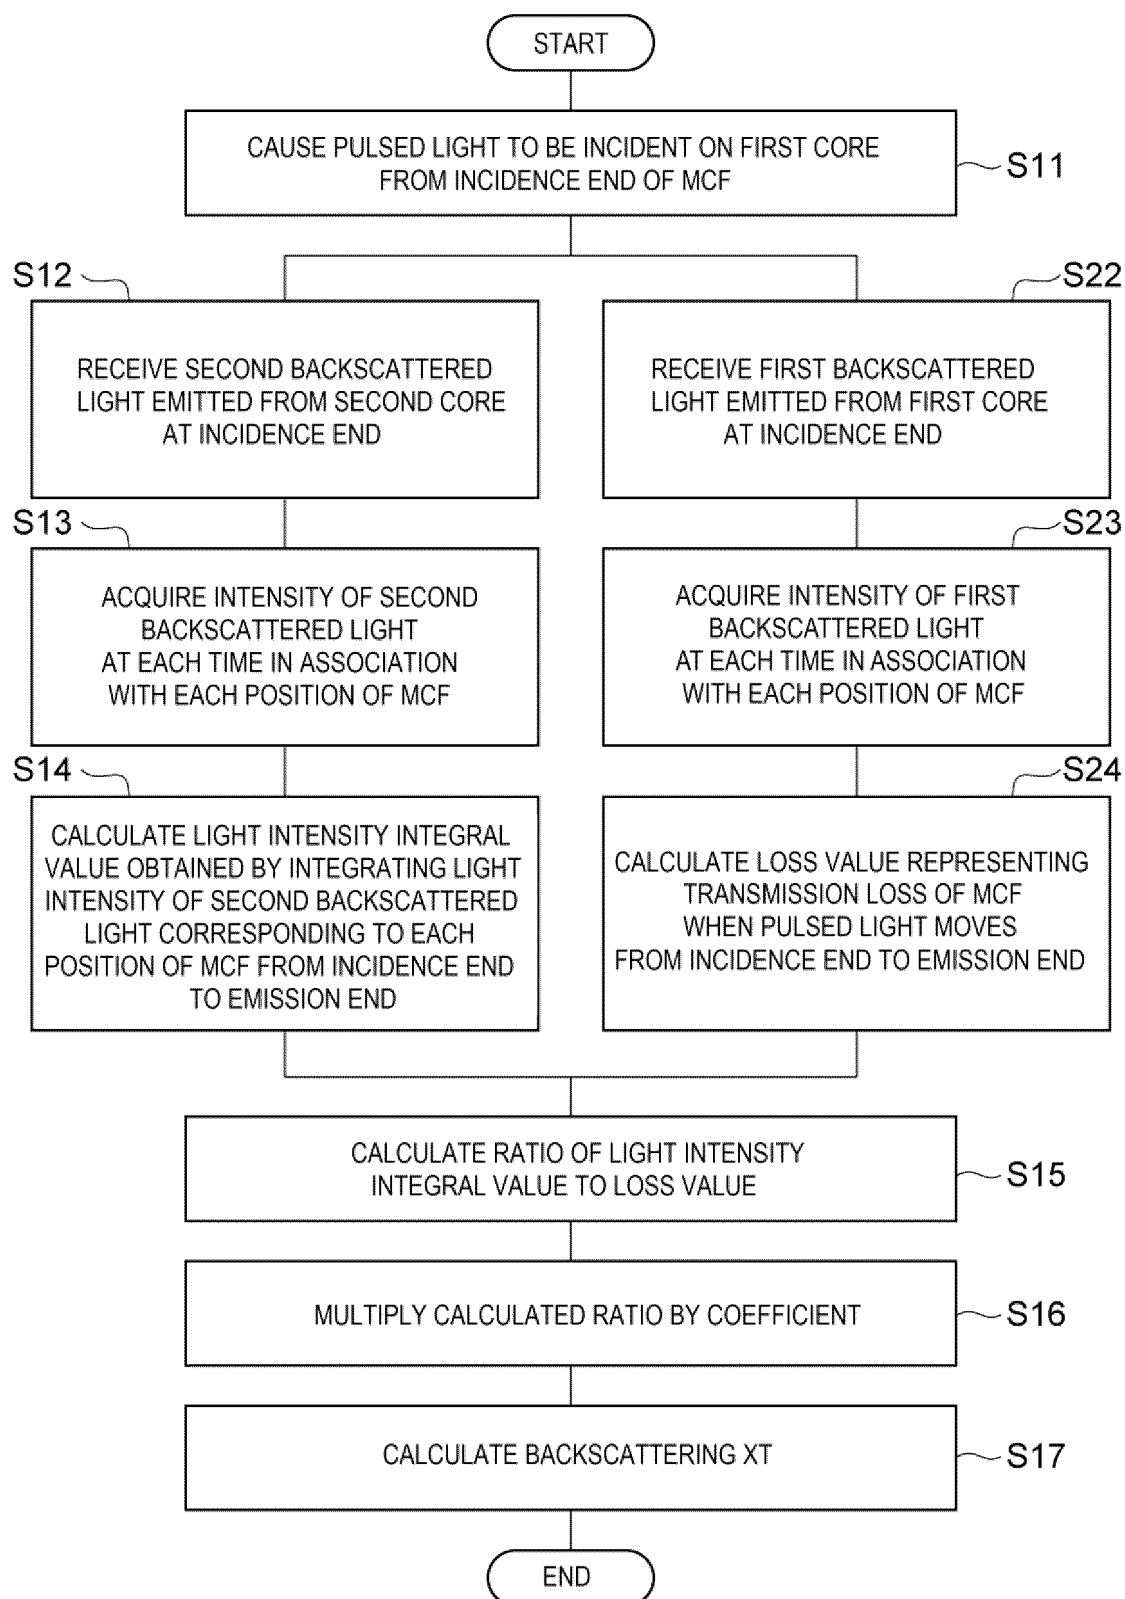 START
CAUSE PULSED LIGHT TO BE INCIDENT ON FIRST CORE
FROM INCIDENCE END OF MCF
S11
S12
RECEIVE SECOND BACKSCATTERED
LIGHT EMITTED FROM SECOND CORE
AT INCIDENCE END
S22
RECEIVE FIRST BACKSCATTERED
LIGHT EMITTED FROM FIRST CORE
AT INCIDENCE END
S13
ACQUIRE INTENSITY OF SECOND
BACKSCATTERED LIGHT
AT EACH TIME IN ASSOCIATION
WITH EACH POSITION OF MCF
S23
ACQUIRE INTENSITY OF FIRST
BACKSCATTERED LIGHT
AT EACH TIME IN ASSOCIATION
WITH EACH POSITION OF MCF
S14
CALCULATE LIGHT INTENSITY INTEGRAL
VALUE OBTAINED BY INTEGRATING LIGHT
INTENSITY OF SECOND BACKSCATTERED
LIGHT CORRESPONDING TO EACH
POSITION OF MCF FROM INCIDENCE END
TO EMISSION END
S24
CALCULATE LOSS VALUE REPRESENTING
TRANSMISSION LOSS OF MCF
WHEN PULSED LIGHT MOVES
FROM INCIDENCE END TO EMISSION END
CALCULATE RATIO OF LIGHT INTENSITY
INTEGRAL VALUE TO LOSS VALUE
S15
MULTIPLY CALCULATED RATIO BY COEFFICIENT
S16
CALCULATE BACKSCATTERING XT
S17
END